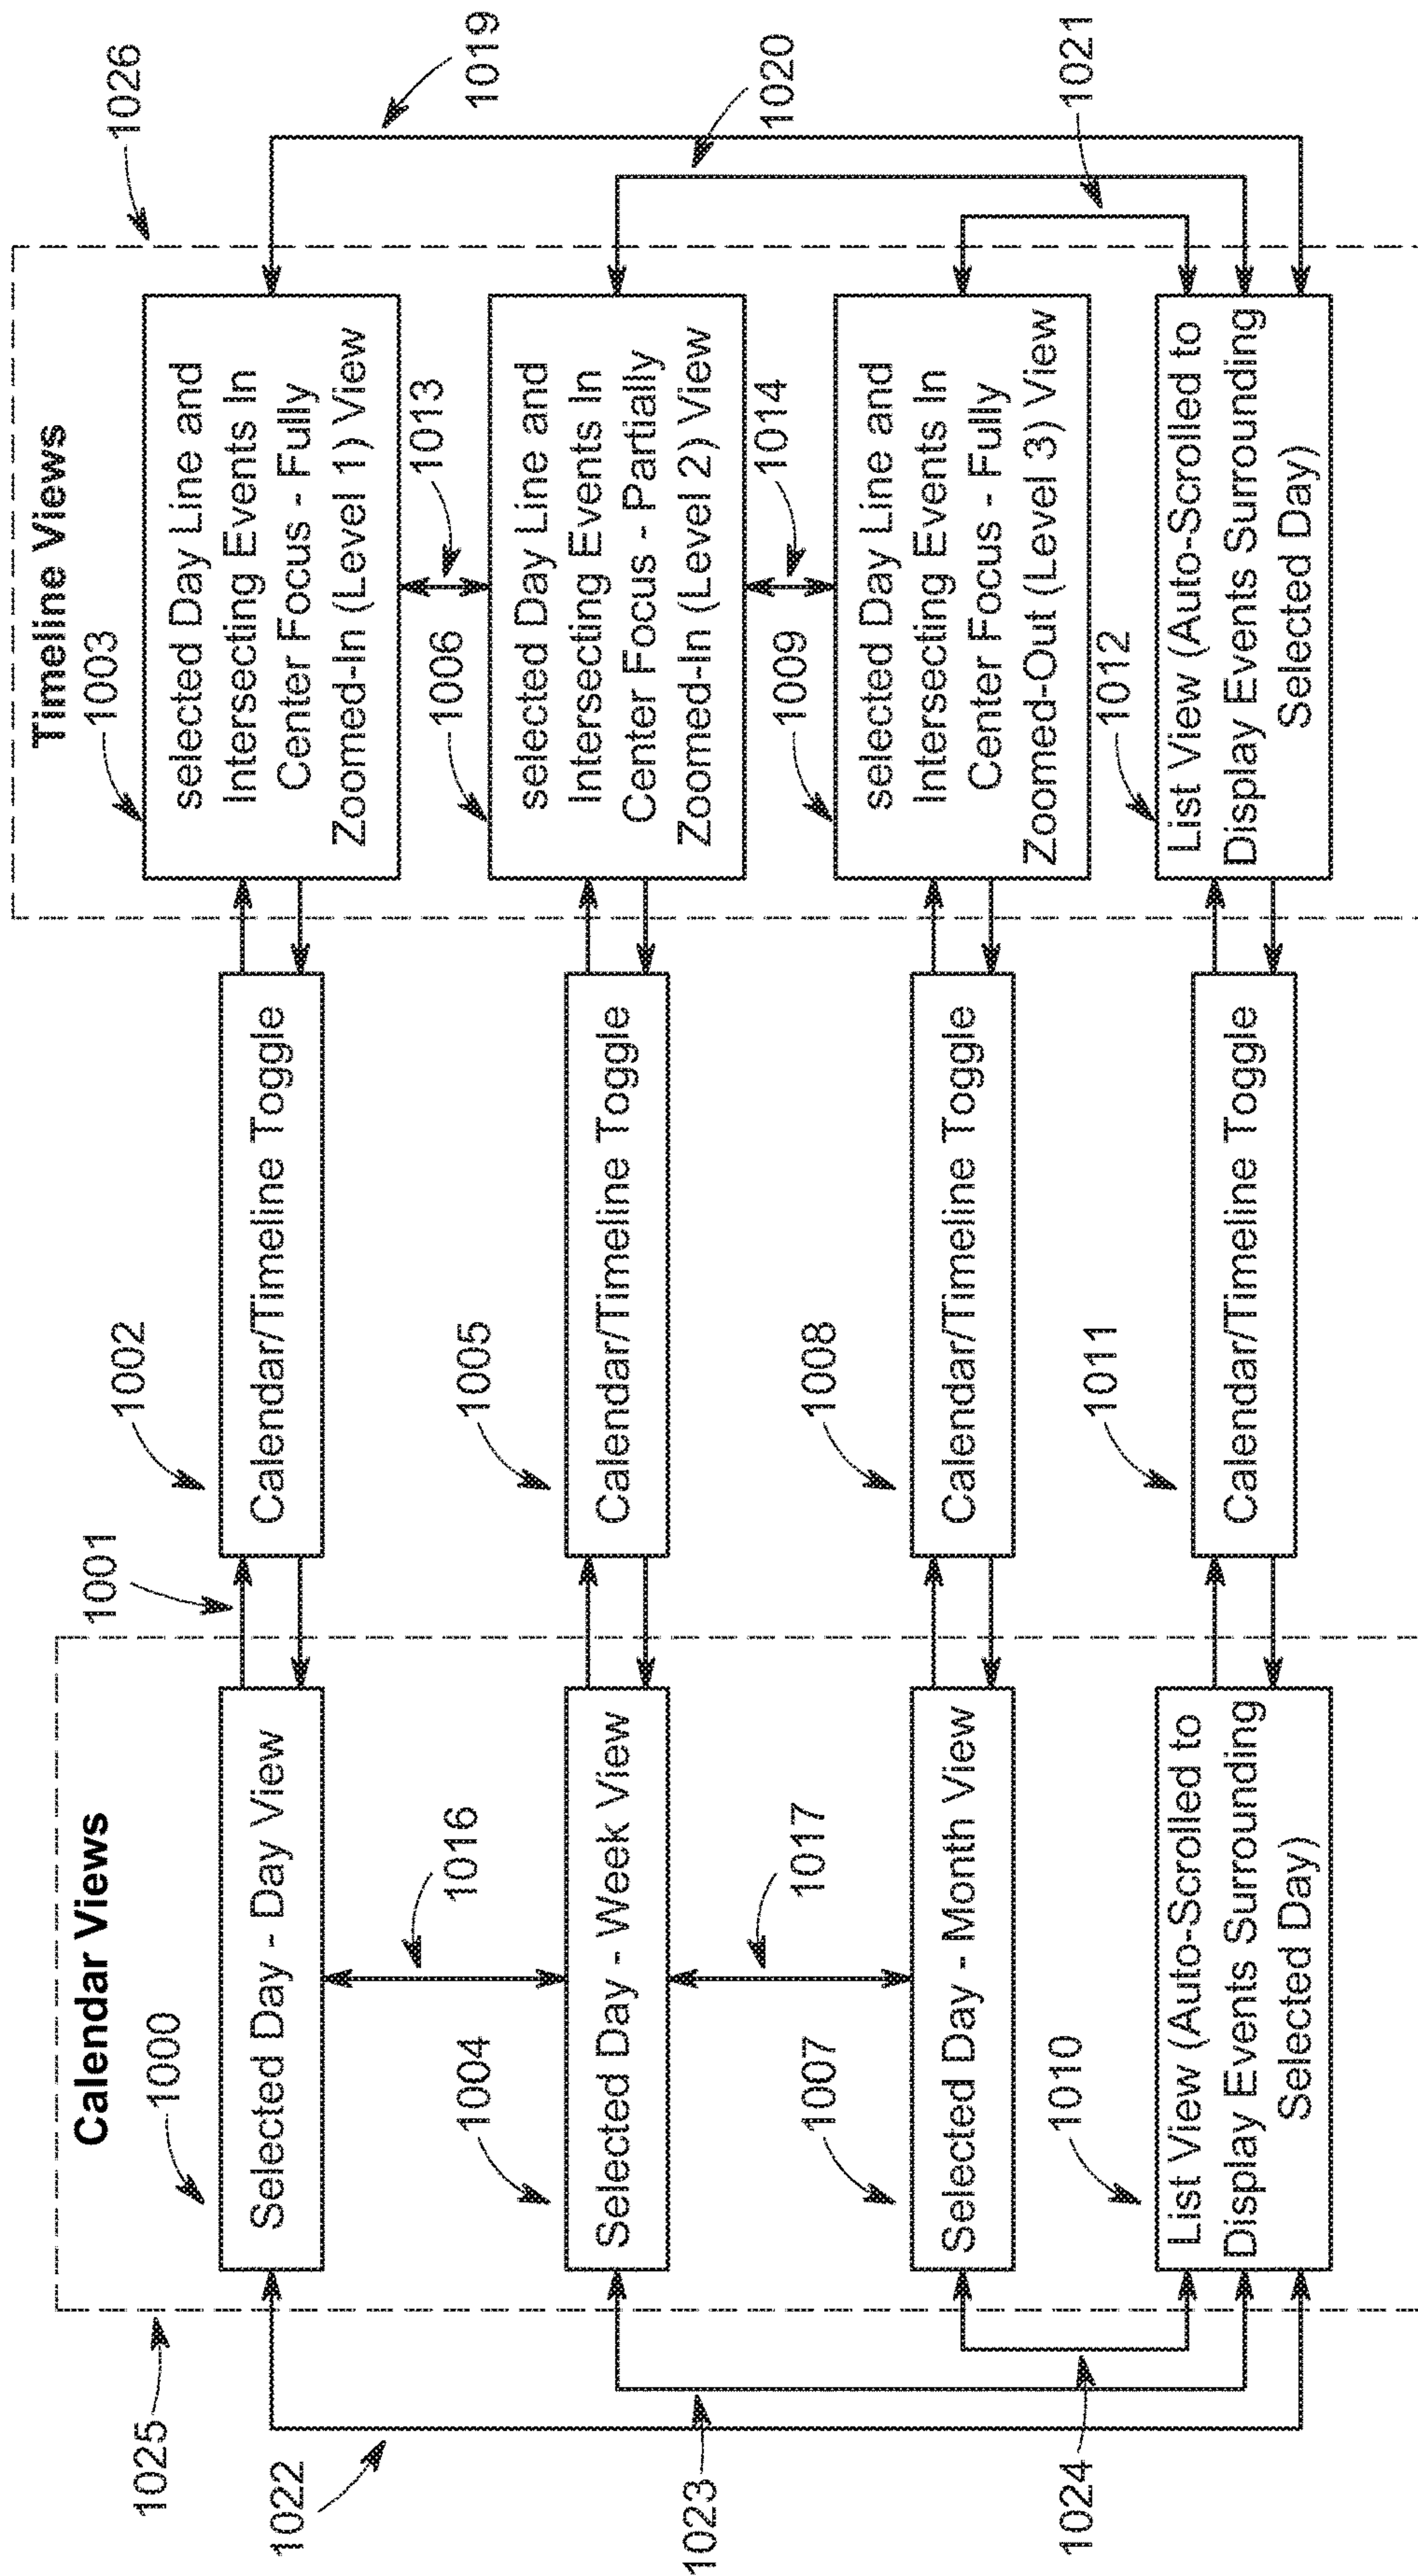 Calendar Views
Timeline Views
1025
1026
1000
Selected Day - Day View
1001
1002
Calendar/Timeline Toggle
1003
selected Day Line and
Intersecting Events In
Center Focus - Fully
Zoomed-In (Level 1) View
1019
1022
1016
1013
1004
Selected Day - Week View
1005
Calendar/Timeline Toggle
1006
selected Day Line and
Intersecting Events In
Center Focus - Partially
Zoomed-In (Level 2) View
1020
1023
1017
1014
1007
Selected Day - Month View
1008
Calendar/Timeline Toggle
1009
selected Day Line and
Intersecting Events In
Center Focus - Fully
Zoomed-Out (Level 3) View
1021
1024
1010
List View (Auto-Scrolled to
Display Events Surrounding
Selected Day)
1011
Calendar/Timeline Toggle
1012
List View (Auto-Scrolled to
Display Events Surrounding
Selected Day)